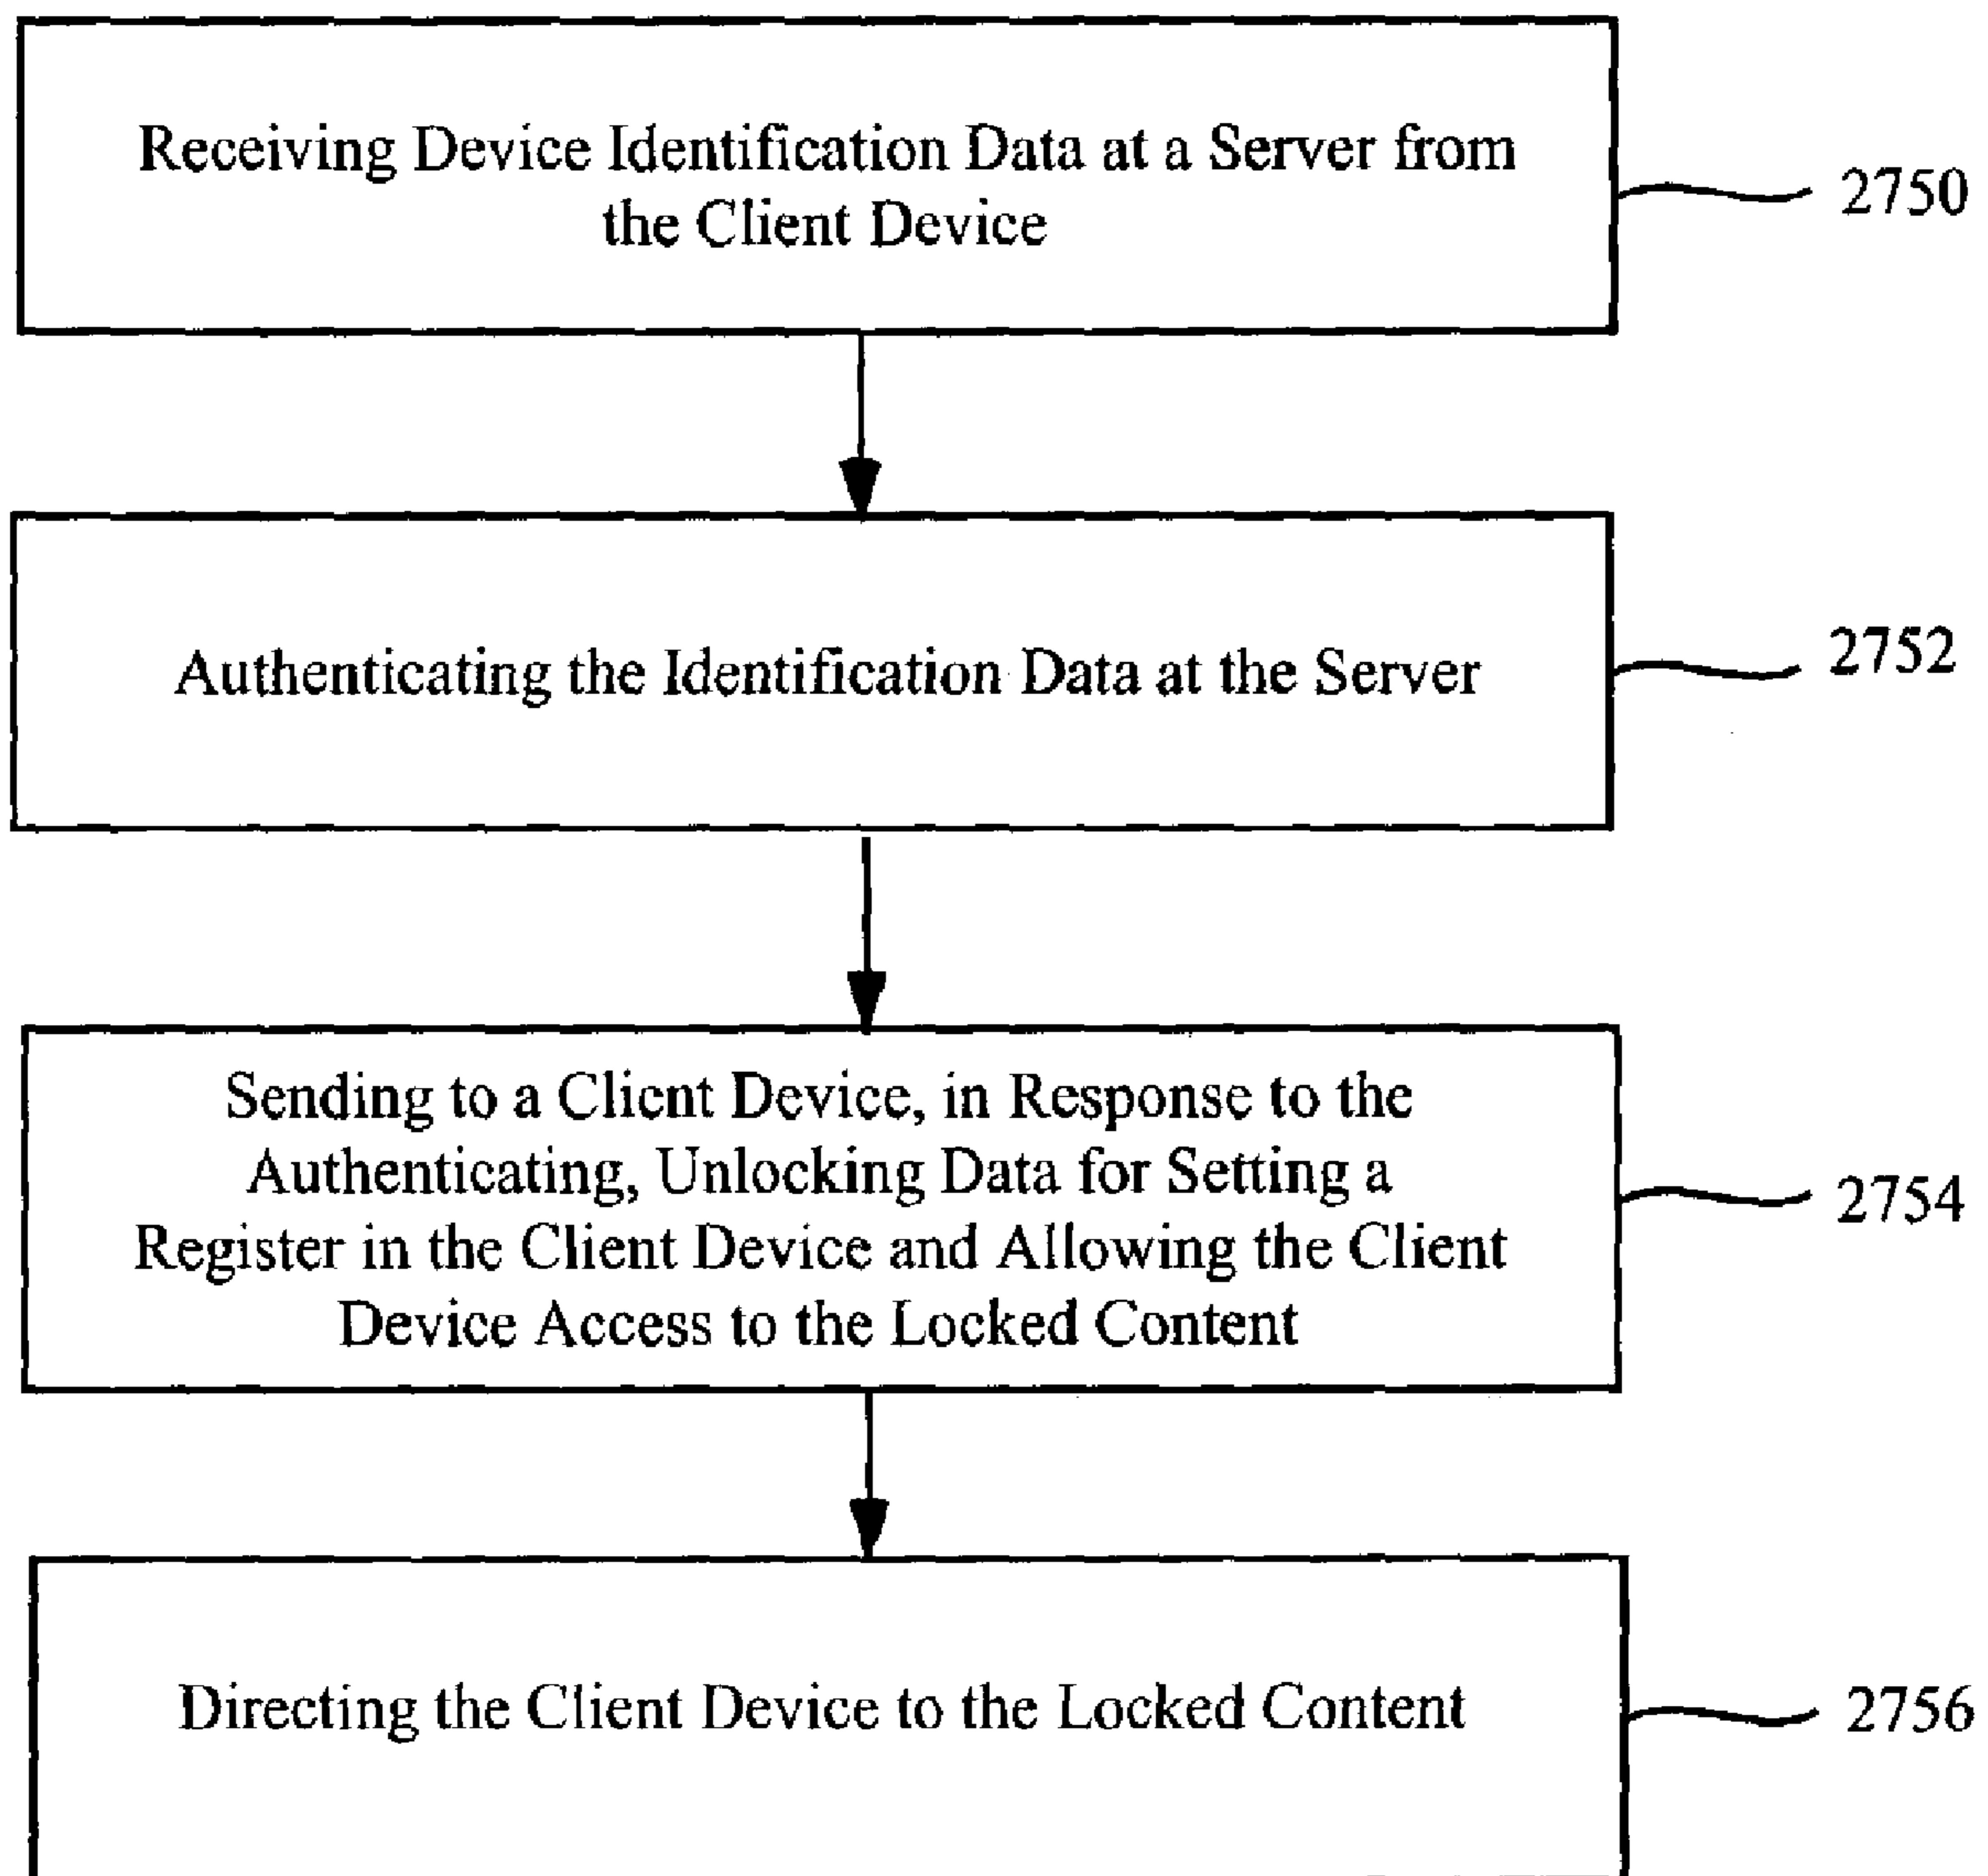 Receiving Device Identification Data at a Server from
the Client Device
2750
Authenticating the Identification Data at the Server
2752
Sending to a Client Device, in Response to the
Authenticating, Unlocking Data for Setting a
Register in the Client Device and Allowing the Client
Device Access to the Locked Content
2754
Directing the Client Device to the Locked Content
2756